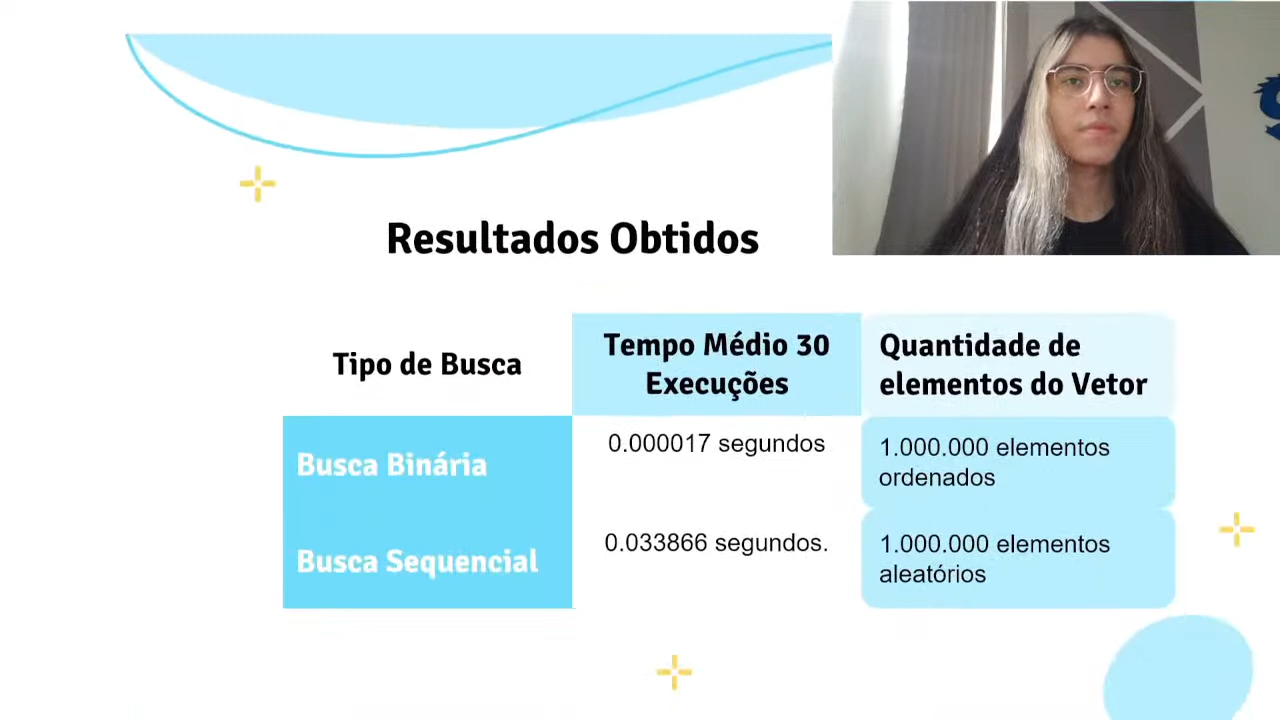 Resultados Obtidos
Tipo de Busca
Tempo Médio 30
Execuções
Quantidade de
elementos do Vetor
Busca Binária
0.000017 segundos
1.000.000 elementos
ordenados
Busca Sequencial
0.033866 segundos.
1.000.000 elementos
aleatórios